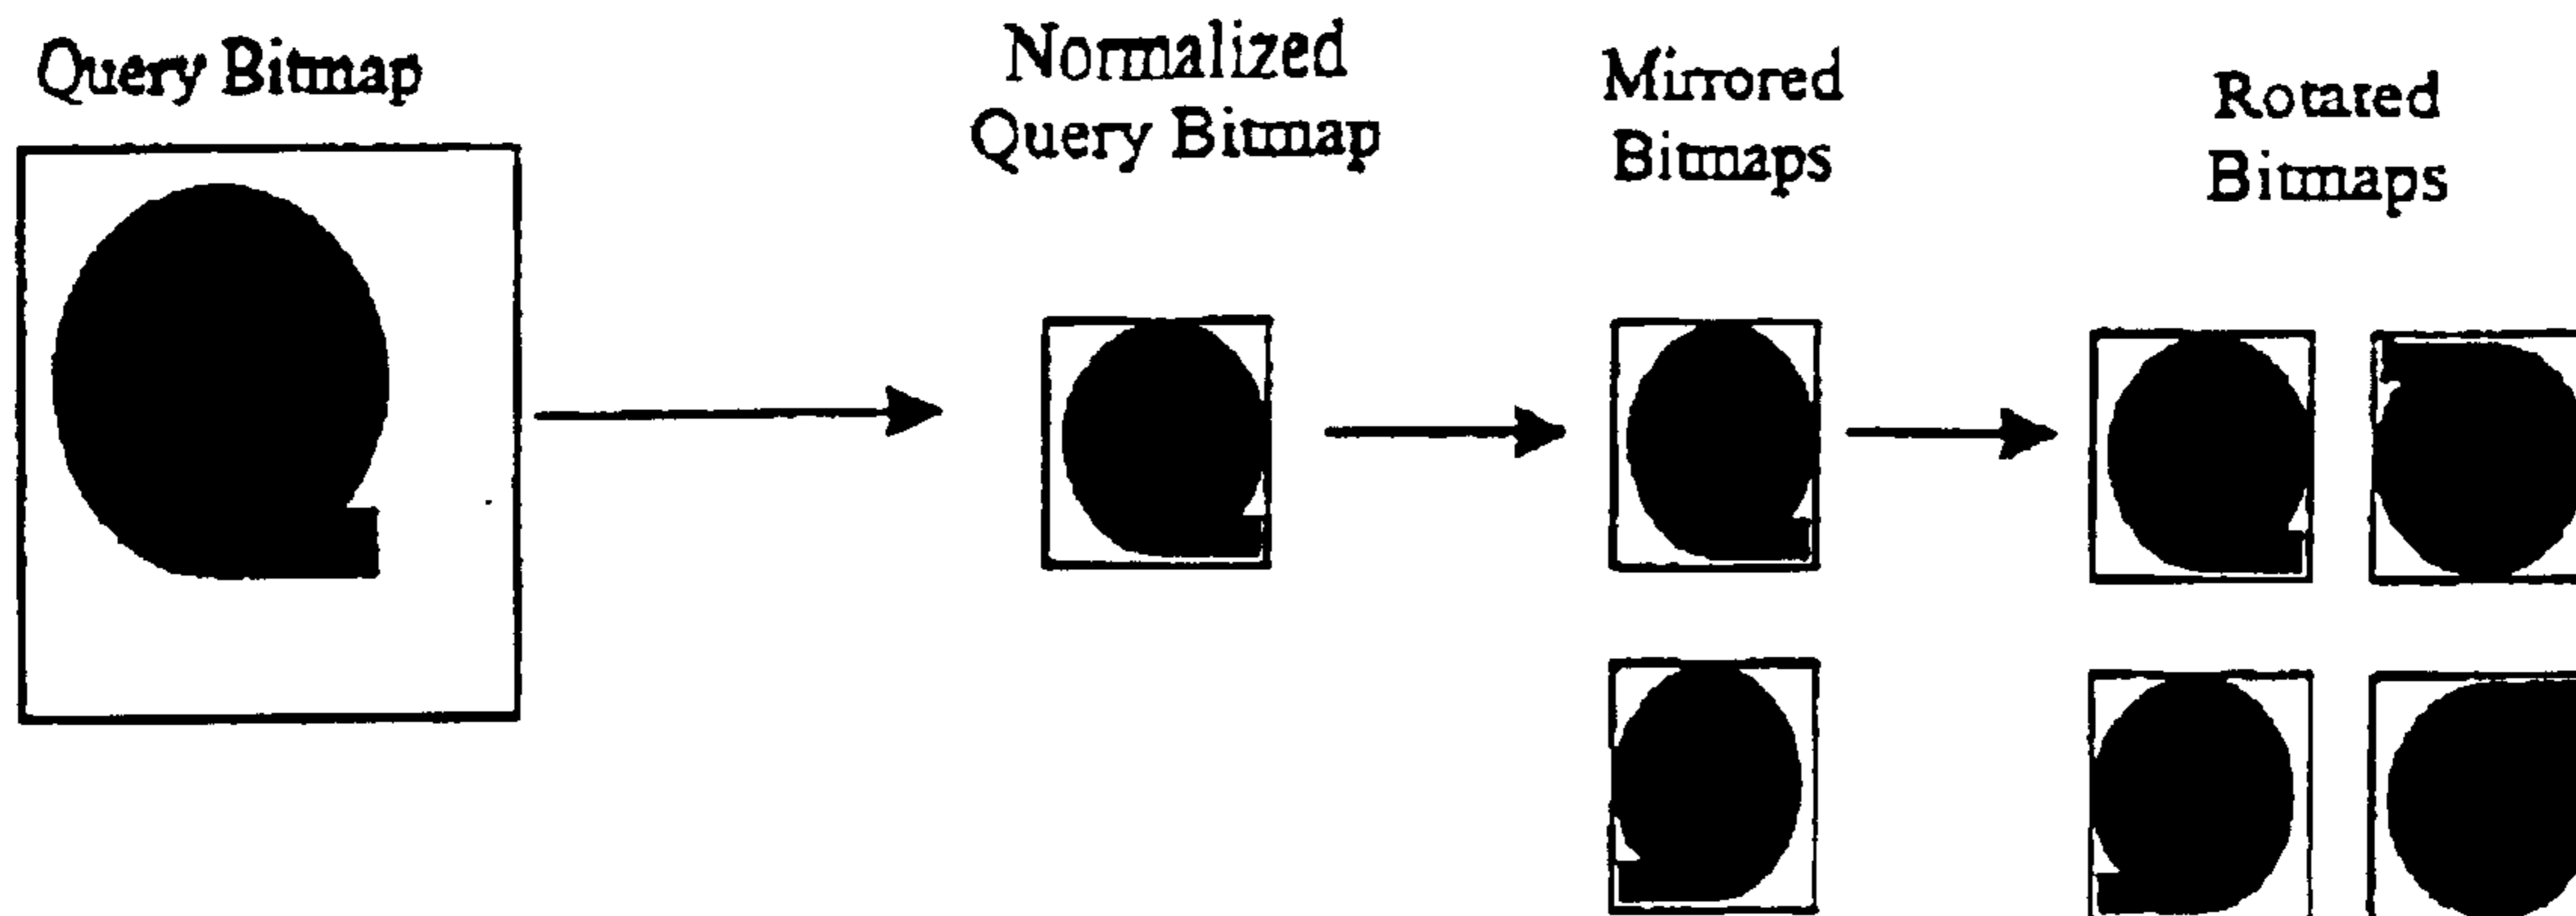 Query Bitmap
Normalized
Query Bitmap
Mirrored
Bitmaps
Rotated
Bitmaps